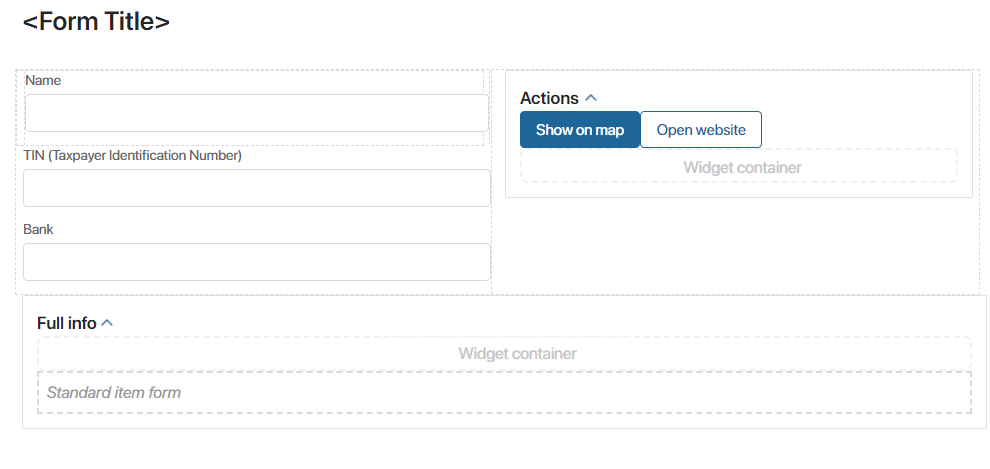 <Form Title>
Name
TIN (Taxpayer Identification Number)
Bank
Actions
Show on map
Open website
Widget container
Full info
Widget container
Standard item form